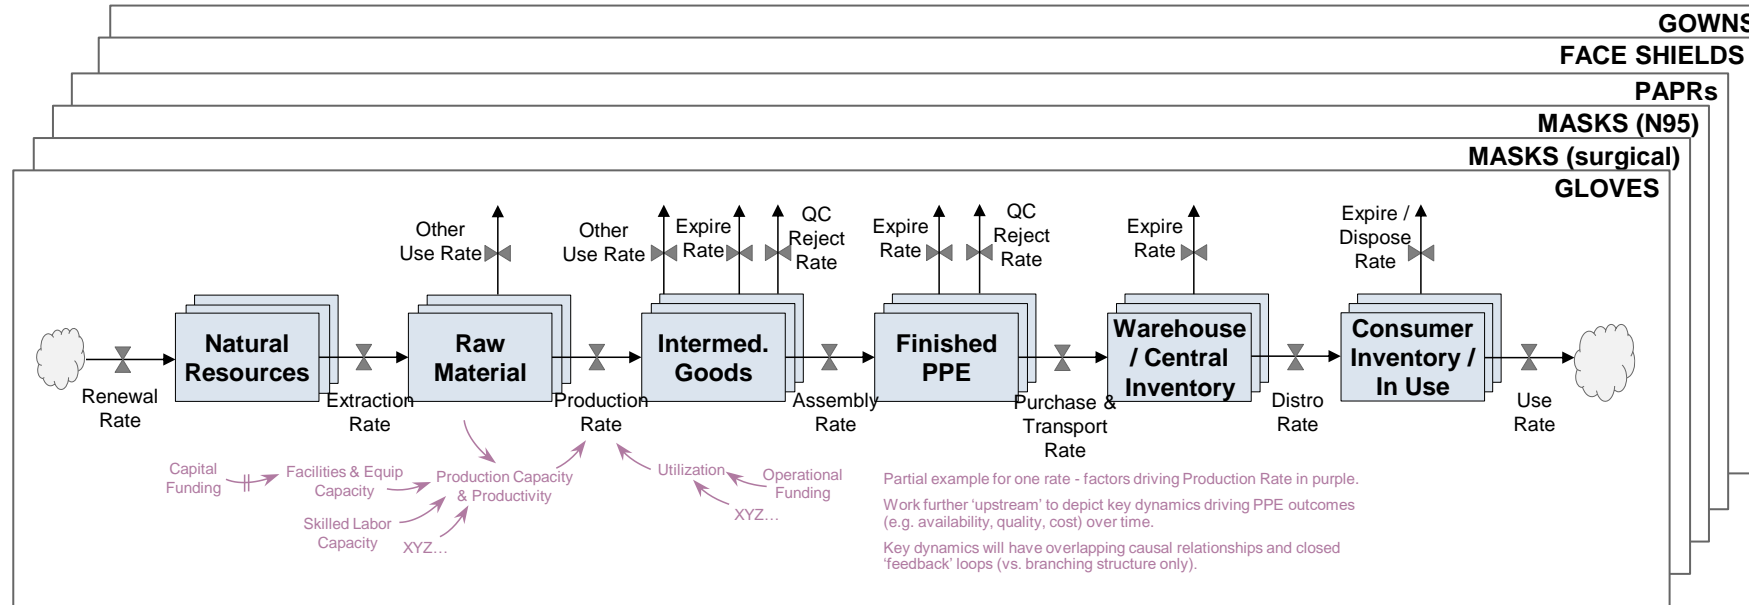 GOWNS
FACE SHIELDS
PAPRs
MASKS (N95)
MASKS (surgical)
GLOVES
Other
Use Rate
Other
Use Rate
Expire
Rate
QC
Reject
Rate
Expire
Rate
QC
Reject
Rate
Expire
Rate
Expire /
Dispose
Rate
Natural
Resources
Raw
Material
Intermed.
Goods
Finished
PPE
Warehouse
/ Central
Inventory
Consumer
Inventory /
In Use
Renewal
Rate
Extraction
Rate
Production
Rate
Assembly
Rate
Purchase &
Transport
Rate
Distro
Rate
Use
Rate
Capital
Funding
Facilities & Equip
Capacity
Skilled Labor
Capacity
XYZ…
Production Capacity
& Productivity
Utilization
Operational
Funding
XYZ…
Partial example for one rate - factors driving Production Rate in purple.
Work further ‘upstream’ to depict key dynamics driving PPE outcomes
(e.g. availability, quality, cost) over time.
Key dynamics will have overlapping causal relationships and closed
‘feedback’ loops (vs. branching structure only).